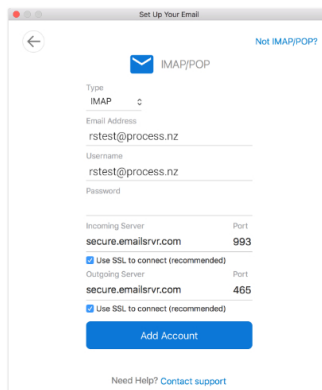 Set Up Your Email
Not IMAP/POP?
IMAP/POP
Type
IMAP
Email Address
rstest@process.nz
Username
rstest@process.nz
Password
Incoming Server Port
secure.emailsrvr.com 993
Use SSL to connect (recommended)
Outgoing Server Port
secure.emailsrvr.com 465
Use SSL to connect (recommended)
Add Account
Need Help? Contact support